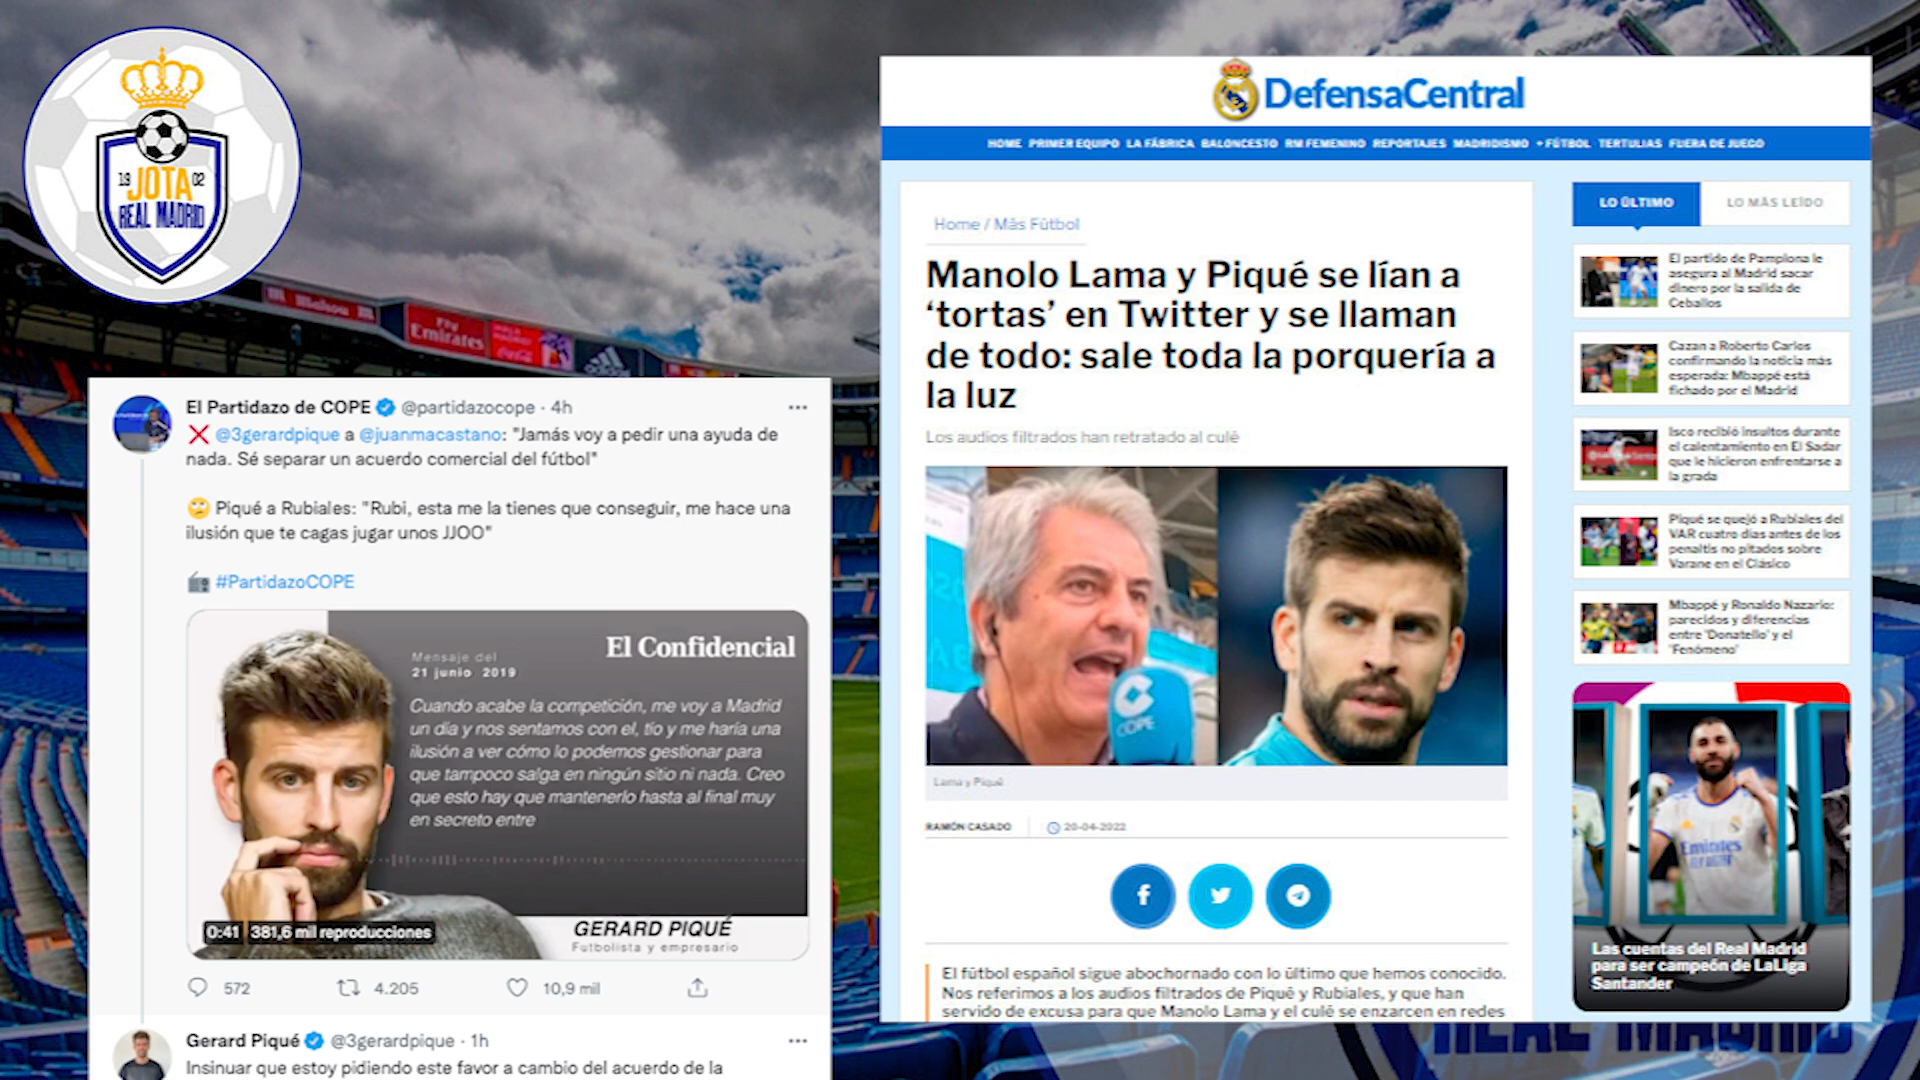 19 02
JOTA
REAL MADRID
Mahou
Fly
Emirates
El Partidazo de COPE @partidazocope · 4h
@3gerardpique a @juanmacastano: "Jamás voy a pedir una ayuda de
nada. Sé separar un acuerdo comercial del fútbol"
Piqué a Rubiales: "Rubi, esta me la tienes que conseguir, me hace una
ilusión que te cagas jugar unos JJOO"
#PartidazoCOPE
El Confidencial
Mensaje del
21 junio 2019
Cuando acabe la competición, me voy a Madrid
un día y nos sentamos con el, tío y me haría una
ilusión a ver cómo lo podemos gestionar para
que tampoco salga en ningún sitio ni nada. Creo
que esto hay que mantenerlo hasta al final muy
en secreto entre
0:41 381,6 mil reproducciones
GERARD PIQUÉ
Futbolista y empresario
572 4.205 10,9 mil
Gerard Piqué @3gerardpique · 1h
Insinuar que estoy pidiendo este favor a cambio del acuerdo de la
DefensaCentral
HOME PRIMER EQUIPO LA FÁBRICA BALONCESTO RM FEMENINO REPORTAJES MADRIDISMO + FÚTBOL TERTULIAS FUERA DE JUEGO
Home / Más Fútbol
Manolo Lama y Piqué se lían a
‘tortas’ en Twitter y se llaman
de todo: sale toda la porquería a
la luz
Los audios filtrados han retratado al culé
COPE
Lama y Piqué
RAMÓN CASADO 20-04-2022
El fútbol español sigue abochornado con lo último que hemos conocido.
Nos referimos a los audios filtrados de Piqué y Rubiales, y que han
servido de excusa para que Manolo Lama y el culé se enzarcen en redes
LO ÚLTIMO LO MÁS LEÍDO
El partido de Pamplona le
asegura al Madrid sacar
dinero por la salida de
Ceballos
Cazan a Roberto Carlos
confirmando la noticia más
esperada: Mbappé está
fichado por el Madrid
Isco recibió insultos durante
el calentamiento en El Sadar
que le hicieron enfrentarse a
la grada
Piqué se quejó a Rubiales del
VAR cuatro días antes de los
penaltis no pitados sobre
Varane en el Clásico
Mbappé y Ronaldo Nazario:
parecidos y diferencias
entre 'Donatello' y el
'Fenómeno'
Emirates
FLY BETTER
Las cuentas del Real Madrid
para ser campeón de LaLiga
Santander
REAL MADRID